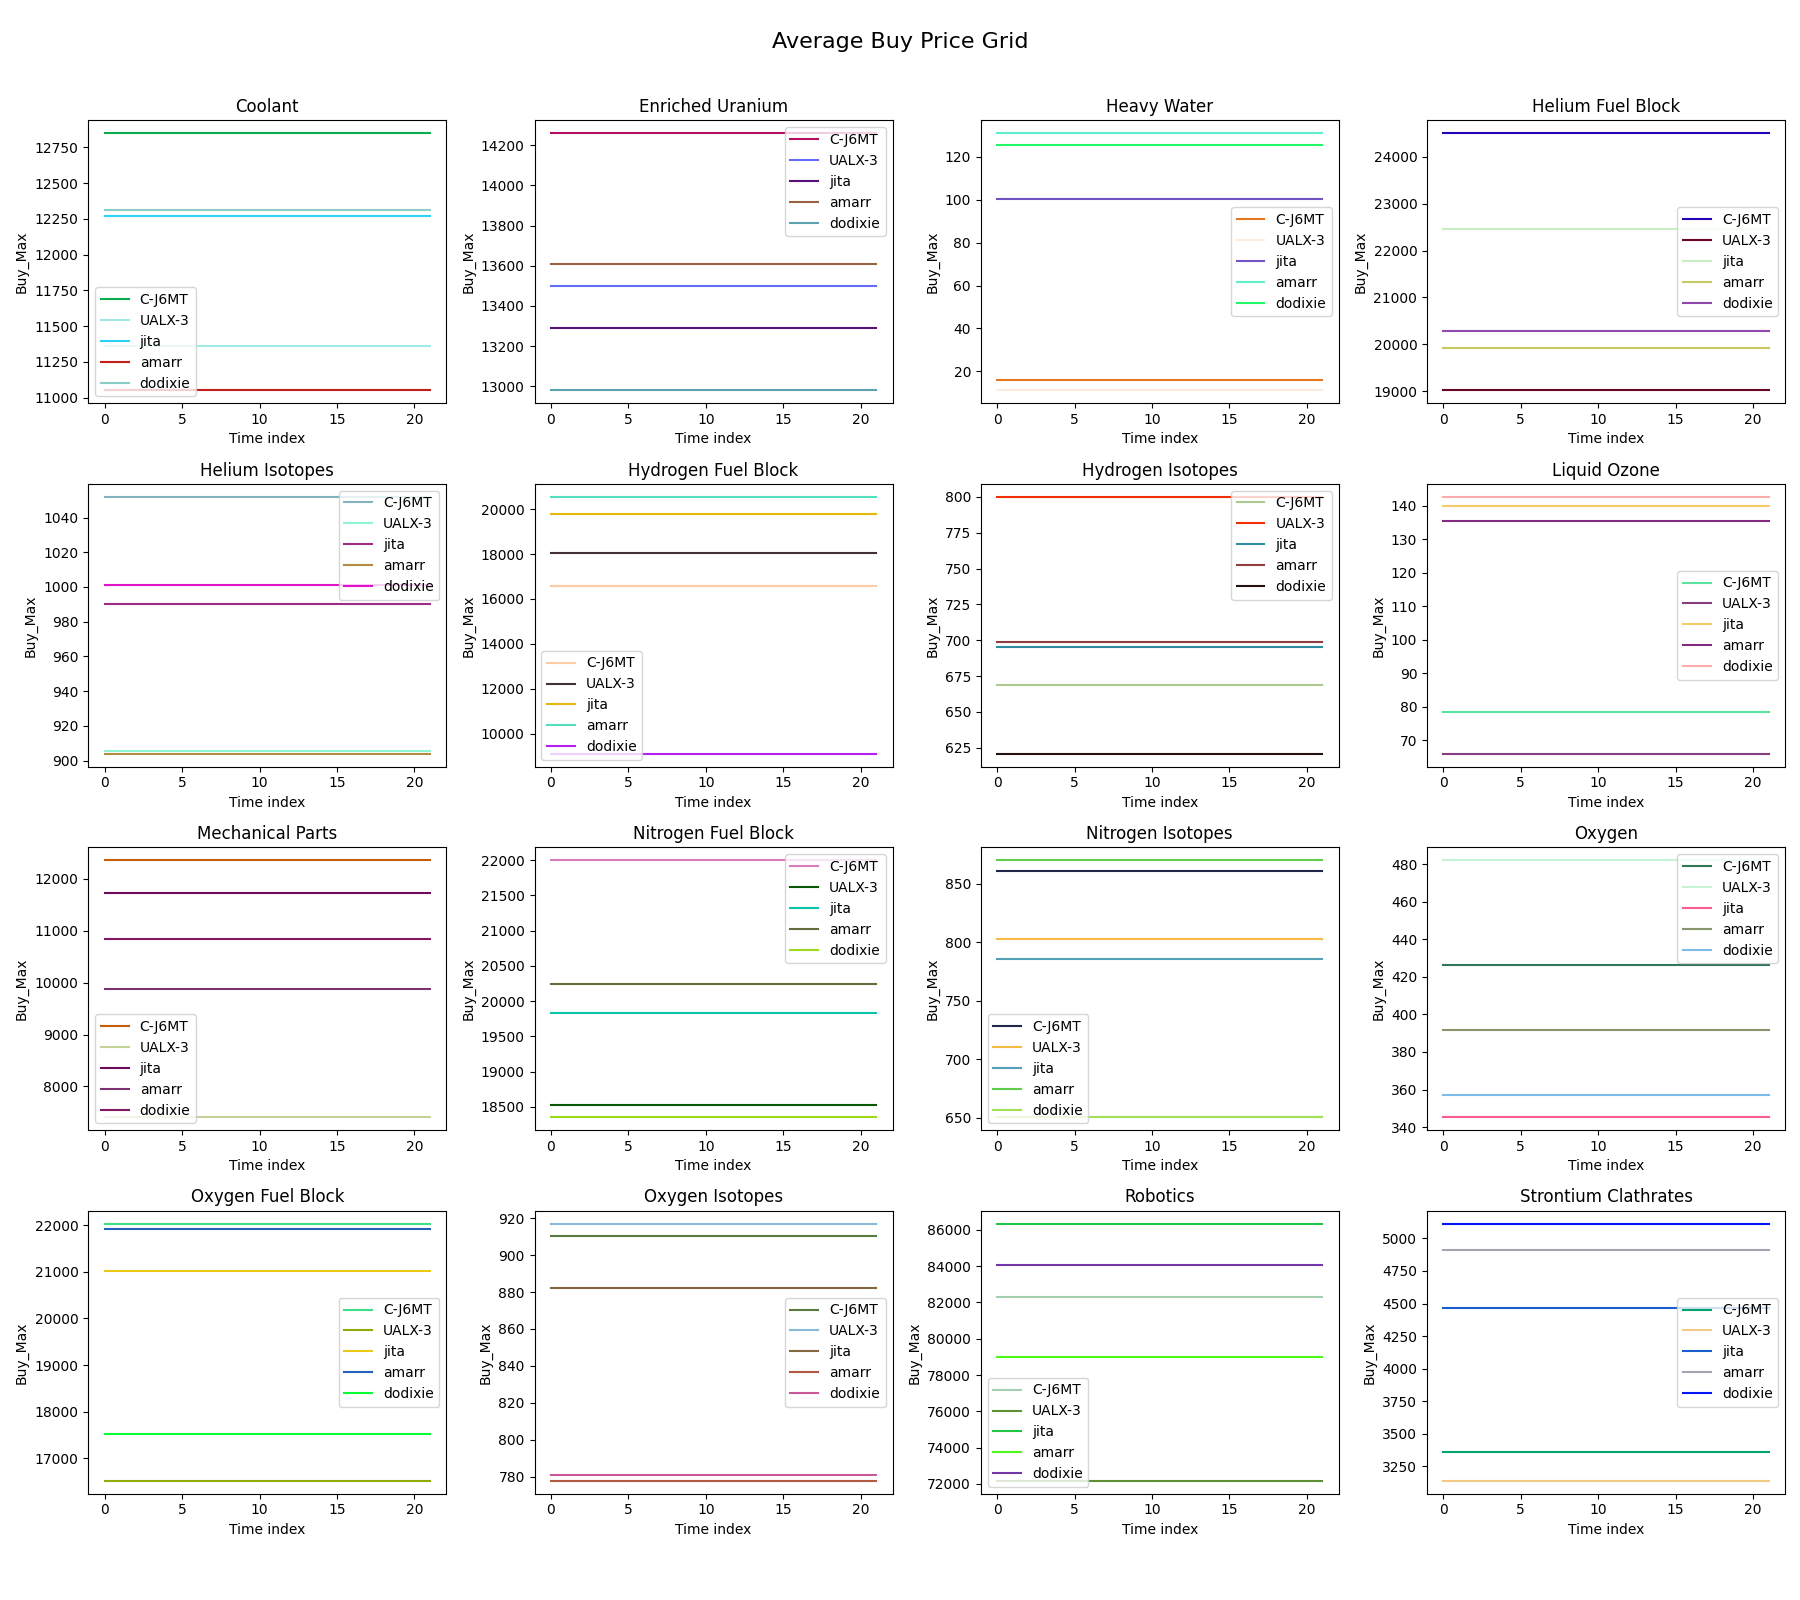 Average Buy Price Grid
Coolant
Buy_Max
12750
12500
12250
12000
11750
11500
11250
11000
C-J6MT
UALX-3
jita
amarr
dodixie
0 5 10 15 20
Time index
Enriched Uranium
Buy_Max
14200
14000
13800
13600
13400
13200
13000
C-J6MT
UALX-3
jita
amarr
dodixie
0 5 10 15 20
Time index
Heavy Water
Buy_Max
120
100
80
60
40
20
C-J6MT
UALX-3
jita
amarr
dodixie
0 5 10 15 20
Time index
Helium Fuel Block
Buy_Max
24000
23000
22000
21000
20000
19000
C-J6MT
UALX-3
jita
amarr
dodixie
0 5 10 15 20
Time index
Helium Isotopes
Buy_Max
1040
1020
1000
980
960
940
920
900
C-J6MT
UALX-3
jita
amarr
dodixie
0 5 10 15 20
Time index
Hydrogen Fuel Block
Buy_Max
20000
18000
16000
14000
12000
10000
C-J6MT
UALX-3
jita
amarr
dodixie
0 5 10 15 20
Time index
Hydrogen Isotopes
Buy_Max
800
775
750
725
700
675
650
625
C-J6MT
UALX-3
jita
amarr
dodixie
0 5 10 15 20
Time index
Liquid Ozone
Buy_Max
140
130
120
110
100
90
80
70
C-J6MT
UALX-3
jita
amarr
dodixie
0 5 10 15 20
Time index
Mechanical Parts
Buy_Max
12000
11000
10000
9000
8000
C-J6MT
UALX-3
jita
amarr
dodixie
0 5 10 15 20
Time index
Nitrogen Fuel Block
Buy_Max
22000
21500
21000
20500
20000
19500
19000
18500
C-J6MT
UALX-3
jita
amarr
dodixie
0 5 10 15 20
Time index
Nitrogen Isotopes
Buy_Max
850
800
750
700
650
C-J6MT
UALX-3
jita
amarr
dodixie
0 5 10 15 20
Time index
Oxygen
Buy_Max
480
460
440
420
400
380
360
340
C-J6MT
UALX-3
jita
amarr
dodixie
0 5 10 15 20
Time index
Oxygen Fuel Block
Buy_Max
22000
21000
20000
19000
18000
17000
C-J6MT
UALX-3
jita
amarr
dodixie
0 5 10 15 20
Time index
Oxygen Isotopes
Buy_Max
920
900
880
860
840
820
800
780
C-J6MT
UALX-3
jita
amarr
dodixie
0 5 10 15 20
Time index
Robotics
Buy_Max
86000
84000
82000
80000
78000
76000
74000
72000
C-J6MT
UALX-3
jita
amarr
dodixie
0 5 10 15 20
Time index
Strontium Clathrates
Buy_Max
5000
4750
4500
4250
4000
3750
3500
3250
C-J6MT
UALX-3
jita
amarr
dodixie
0 5 10 15 20
Time index